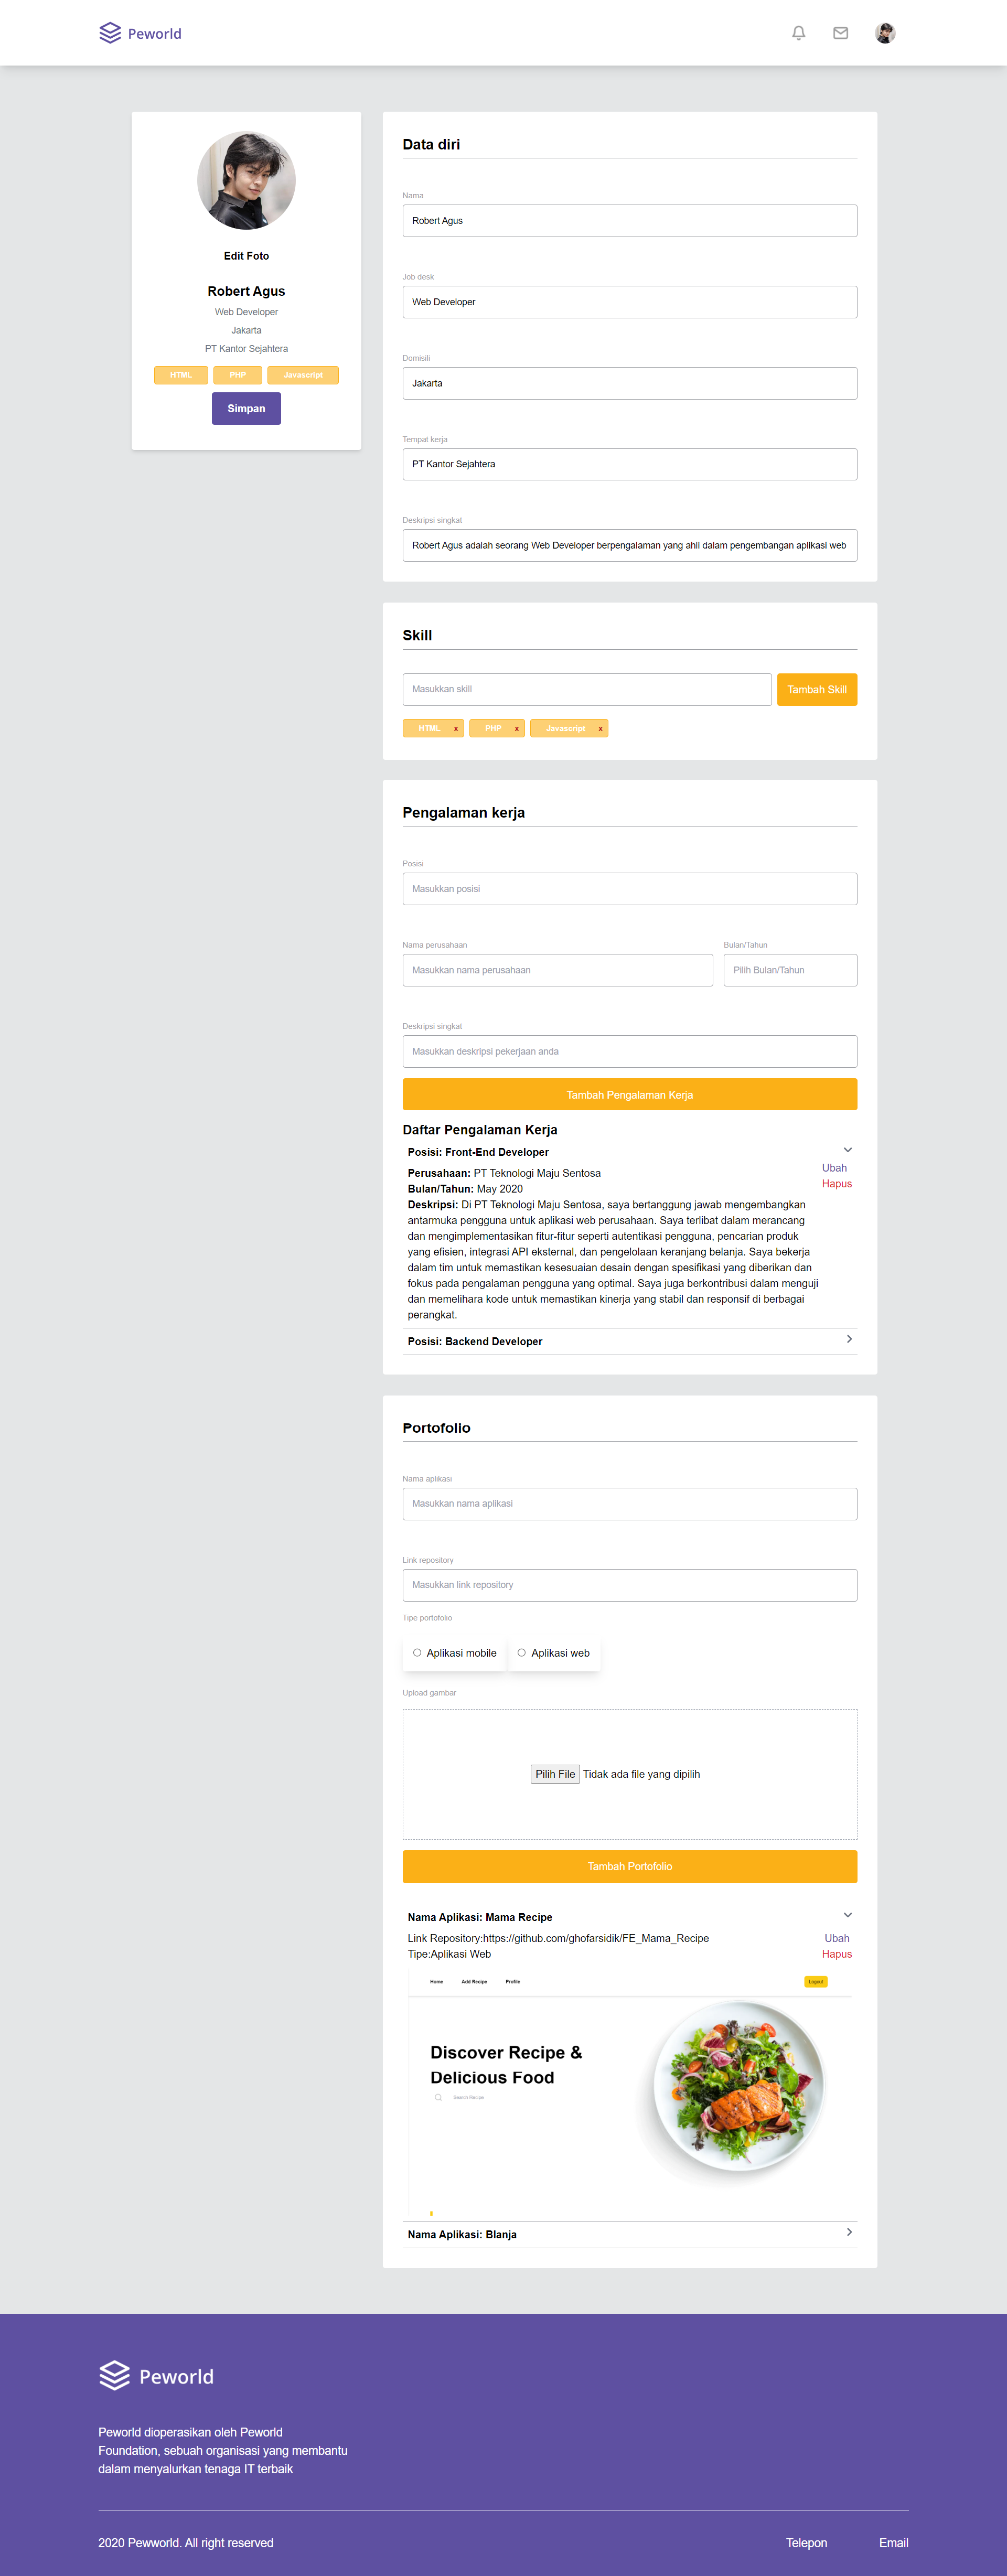 Peworld
Edit Foto
Robert Agus
Web Developer
Jakarta
PT Kantor Sejahtera
HTML PHP Javascript
Simpan
Data diri
Nama
Robert Agus
Job desk
Web Developer
Domisili
Jakarta
Tempat kerja
PT Kantor Sejahtera
Deskripsi singkat
Robert Agus adalah seorang Web Developer berpengalaman yang ahli dalam pengembangan aplikasi web
Skill
Masukkan skill Tambah Skill
HTML x PHP x Javascript x
Pengalaman kerja
Posisi
Masukkan posisi
Nama perusahaan Bulan/Tahun
Masukkan nama perusahaan Pilih Bulan/Tahun
Deskripsi singkat
Masukkan deskripsi pekerjaan anda
Tambah Pengalaman Kerja
Daftar Pengalaman Kerja
Posisi: Front-End Developer
Perusahaan: PT Teknologi Maju Sentosa
Bulan/Tahun: May 2020
Deskripsi: Di PT Teknologi Maju Sentosa, saya bertanggung jawab mengembangkan
antarmuka pengguna untuk aplikasi web perusahaan. Saya terlibat dalam merancang
dan mengimplementasikan fitur-fitur seperti autentikasi pengguna, pencarian produk
yang efisien, integrasi API eksternal, dan pengelolaan keranjang belanja. Saya bekerja
dalam tim untuk memastikan kesesuaian desain dengan spesifikasi yang diberikan dan
fokus pada pengalaman pengguna yang optimal. Saya juga berkontribusi dalam menguji
dan memelihara kode untuk memastikan kinerja yang stabil dan responsif di berbagai
perangkat.
Ubah
Hapus
Posisi: Backend Developer
Portofolio
Nama aplikasi
Masukkan nama aplikasi
Link repository
Masukkan link repository
Tipe portofolio
Aplikasi mobile Aplikasi web
Upload gambar
Pilih File Tidak ada file yang dipilih
Tambah Portofolio
Nama Aplikasi: Mama Recipe
Link Repository:https://github.com/ghofarsidik/FE_Mama_Recipe
Tipe:Aplikasi Web
Ubah
Hapus
Home Add Recipe Profile Logout
Discover Recipe &
Delicious Food
Search Recipe
Nama Aplikasi: Blanja
Peworld
Peworld dioperasikan oleh Peworld
Foundation, sebuah organisasi yang membantu
dalam menyalurkan tenaga IT terbaik
2020 Pewworld. All right reserved Telepon Email